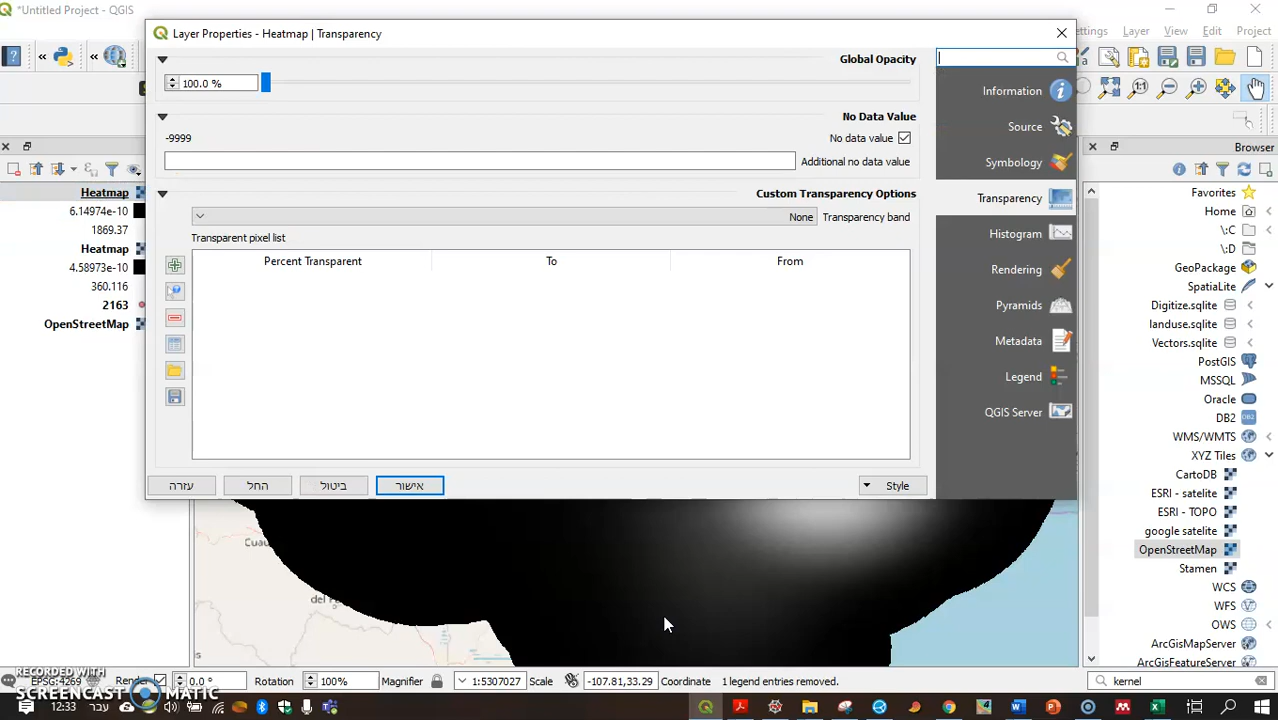 *Untitled Project - QGIS
ettings Layer View Edit Project
Layer Properties - Heatmap | Transparency
Global Opacity
100.0 %
No Data Value
-9999
No data value
Additional no data value
Custom Transparency Options
None
Transparency band
Transparent pixel list
Percent Transparent To From
עזרה החל ביטול אישור
Style
Information
Source
Symbology
Transparency
Histogram
Rendering
Pyramids
Metadata
Legend
QGIS Server
Heatmap
6.14974e-10
1869.37
Heatmap
4.58973e-10
360.116
2163
OpenStreetMap
Browser
Favorites
Home
\:C
\:D
GeoPackage
SpatiaLite
Digitize.sqlite
landuse.sqlite
Vectors.sqlite
PostGIS
MSSQL
Oracle
DB2
WMS/WMTS
XYZ Tiles
CartoDB
ESRI - satelite
ESRI - TOPO
google satelite
OpenStreetMap
Stamen
WCS
WFS
OWS
ArcGisMapServer
ArcGisFeatureServer
Cuac
del P
EPSG:4269 Render 0.0 ° Rotation 100% Magnifier 1:5307027 Scale -107.81,33.29 Coordinate 1 legend entries removed. kernel
RECORDED WITH
SCREENCAST MATIC
12:33 עבר